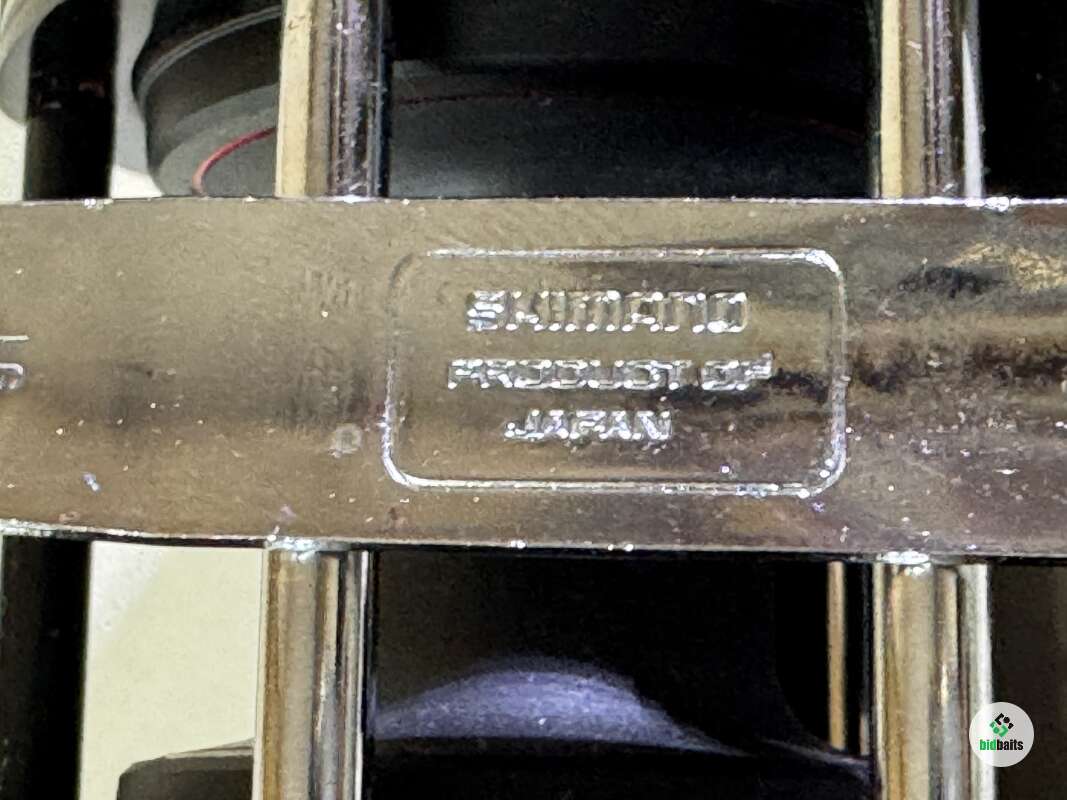 SHIMANO
PRODUCT OF
JAPAN
bidbaits